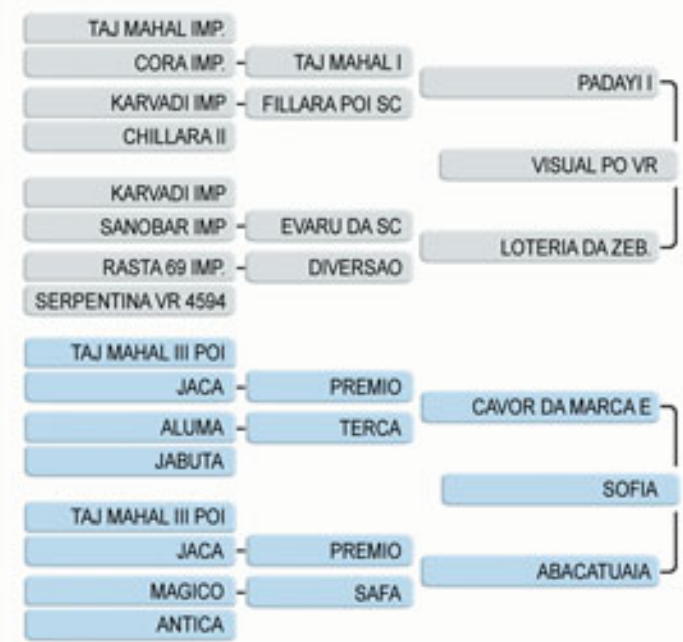 TAJ MAHAL IMP.
CORA IMP.
TAJ MAHAL I
PADAYI I
KARVADI IMP
FILLARA POI SC
CHILLARA II
VISUAL PO VR
KARVADI IMP
SANOBAR IMP
EVARU DA SC
LOTERIA DA ZEB.
RASTA 69 IMP.
DIVERSAO
SERPENTINA VR 4594
TAJ MAHAL III POI
JACA
PREMIO
CAVOR DA MARCA E
ALUMA
TERCA
JABUTA
SOFIA
TAJ MAHAL III POI
JACA
PREMIO
ABACATUAIA
MAGICO
SAFA
ANTICA